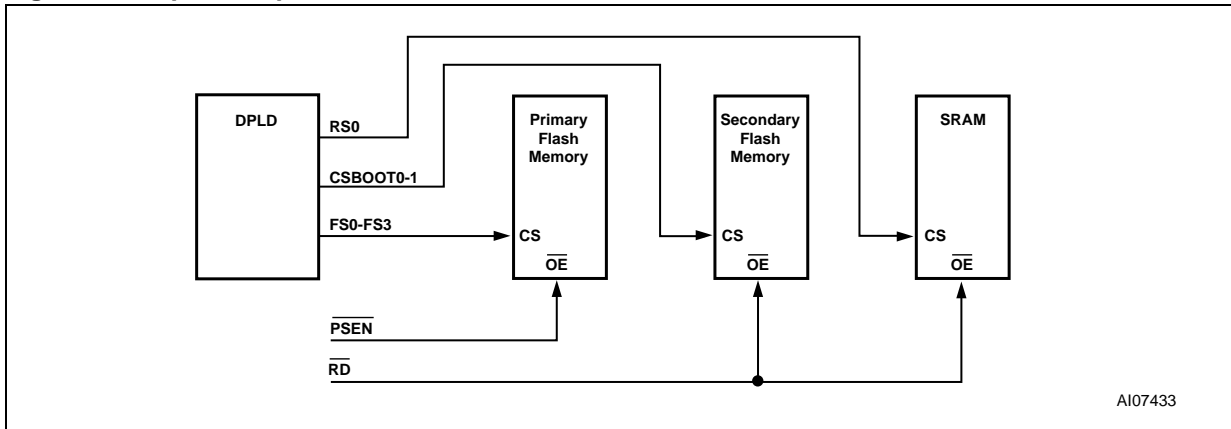 DPLD
RS0
CSBOOT0-1
FS0-FS3
Primary
Flash
Memory
CS
OE
Secondary
Flash
Memory
CS
OE
SRAM
CS
OE
PSEN
RD
AI07433